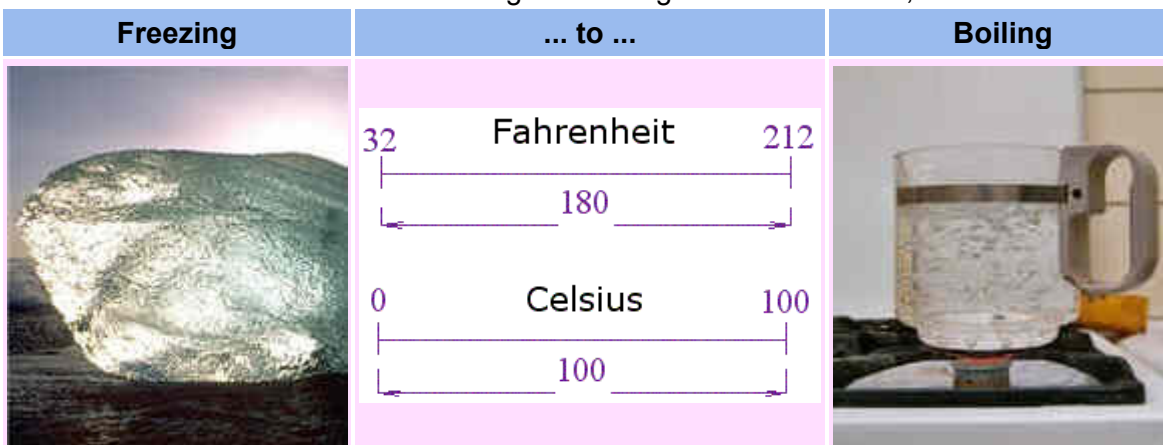 Freezing
... to ...
Boiling
32 Fahrenheit 212
180
0 Celsius 100
100